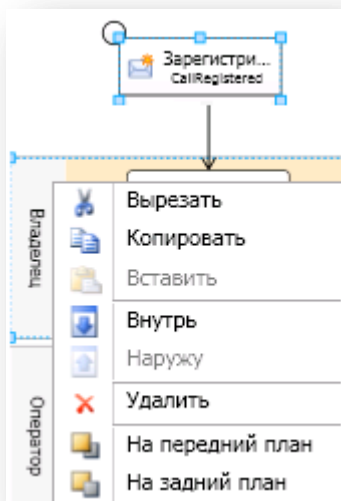 Зарегистри...
CallRegistered
Владелец
Вырезать
Копировать
Вставить
Внутрь
Наружу
Удалить
Оператор
На передний план
На задний план